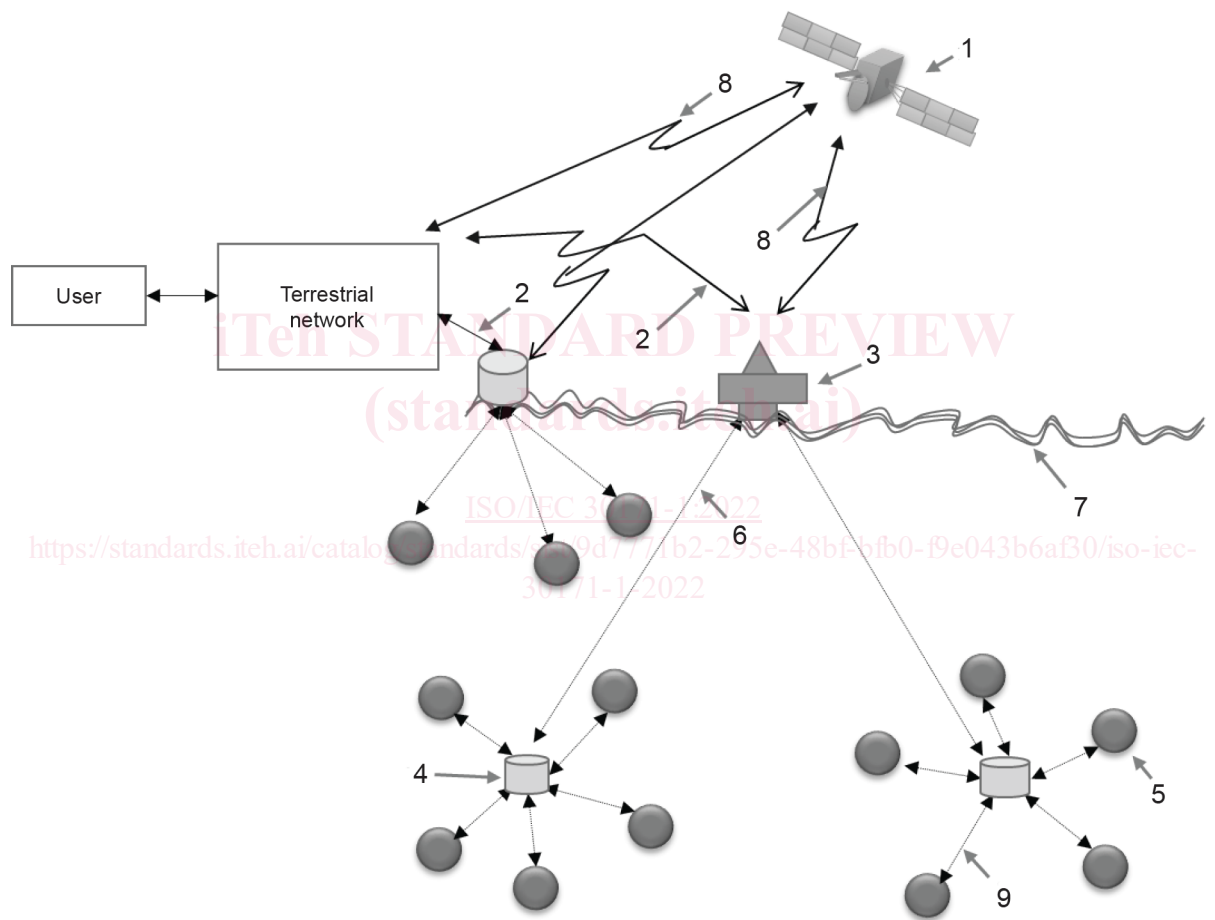 1
8
8
User
Terrestrial
network
2
2
3
iTeh STANDARD PREVIEW
(standards.iteh.ai)
7
ISO/IEC 30171-1:2022
6
https://standards.iteh.ai/catalog/standards/sist/9d7771b2-295e-48bf-bfb0-f9e043b6af30/iso-iec-
30171-1-2022
4
5
9